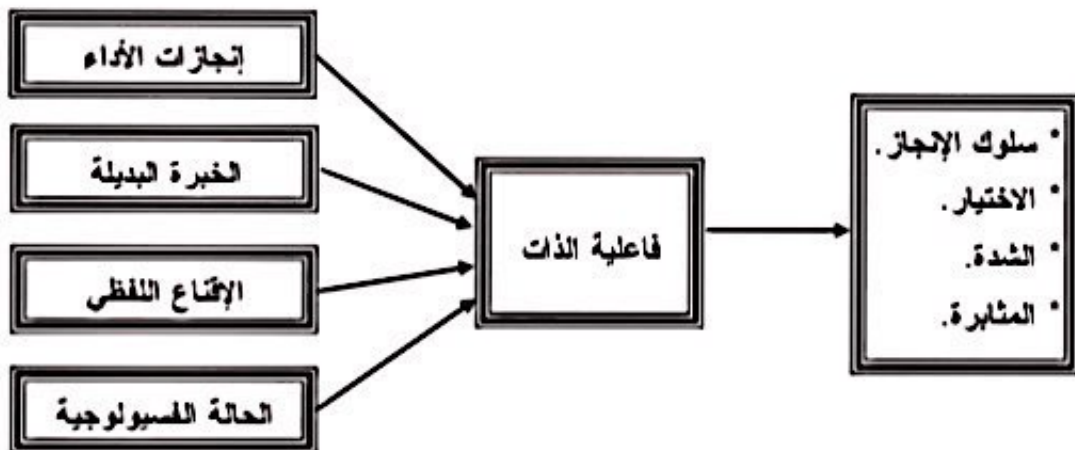 إنجازات الأداء
الخبرة البديلة
الإقناع اللفظي
الحالة الفسيولوجية
فاعلية الذات
* سلوك الإنجاز.
* الاختيار.
* الشدة.
* المثابرة.